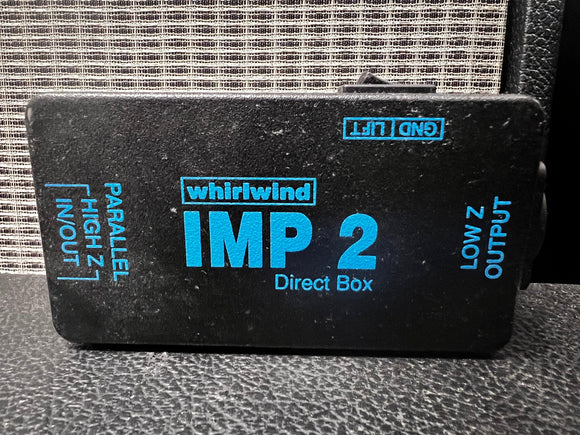 GND LIFT
whirlwind
IMP 2
Direct Box
PARALLEL
HIGH Z
IN/OUT
LOW Z
OUTPUT